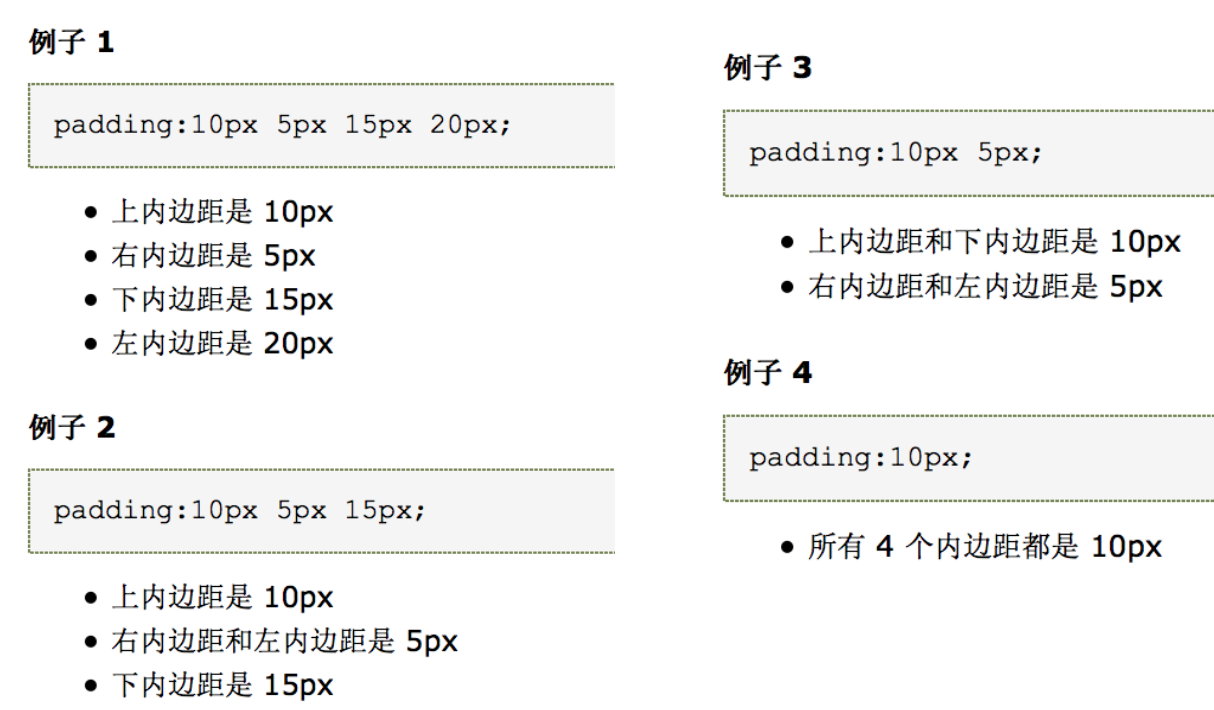 例子 1
padding:10px 5px 15px 20px;
● 上内边距是 10px
● 右内边距是 5px
● 下内边距是 15px
● 左内边距是 20px
例子 2
padding:10px 5px 15px;
● 上内边距是 10px
● 右内边距和左内边距是 5px
● 下内边距是 15px
例子 3
padding:10px 5px;
● 上内边距和下内边距是 10px
● 右内边距和左内边距是 5px
例子 4
padding:10px;
● 所有 4 个内边距都是 10px